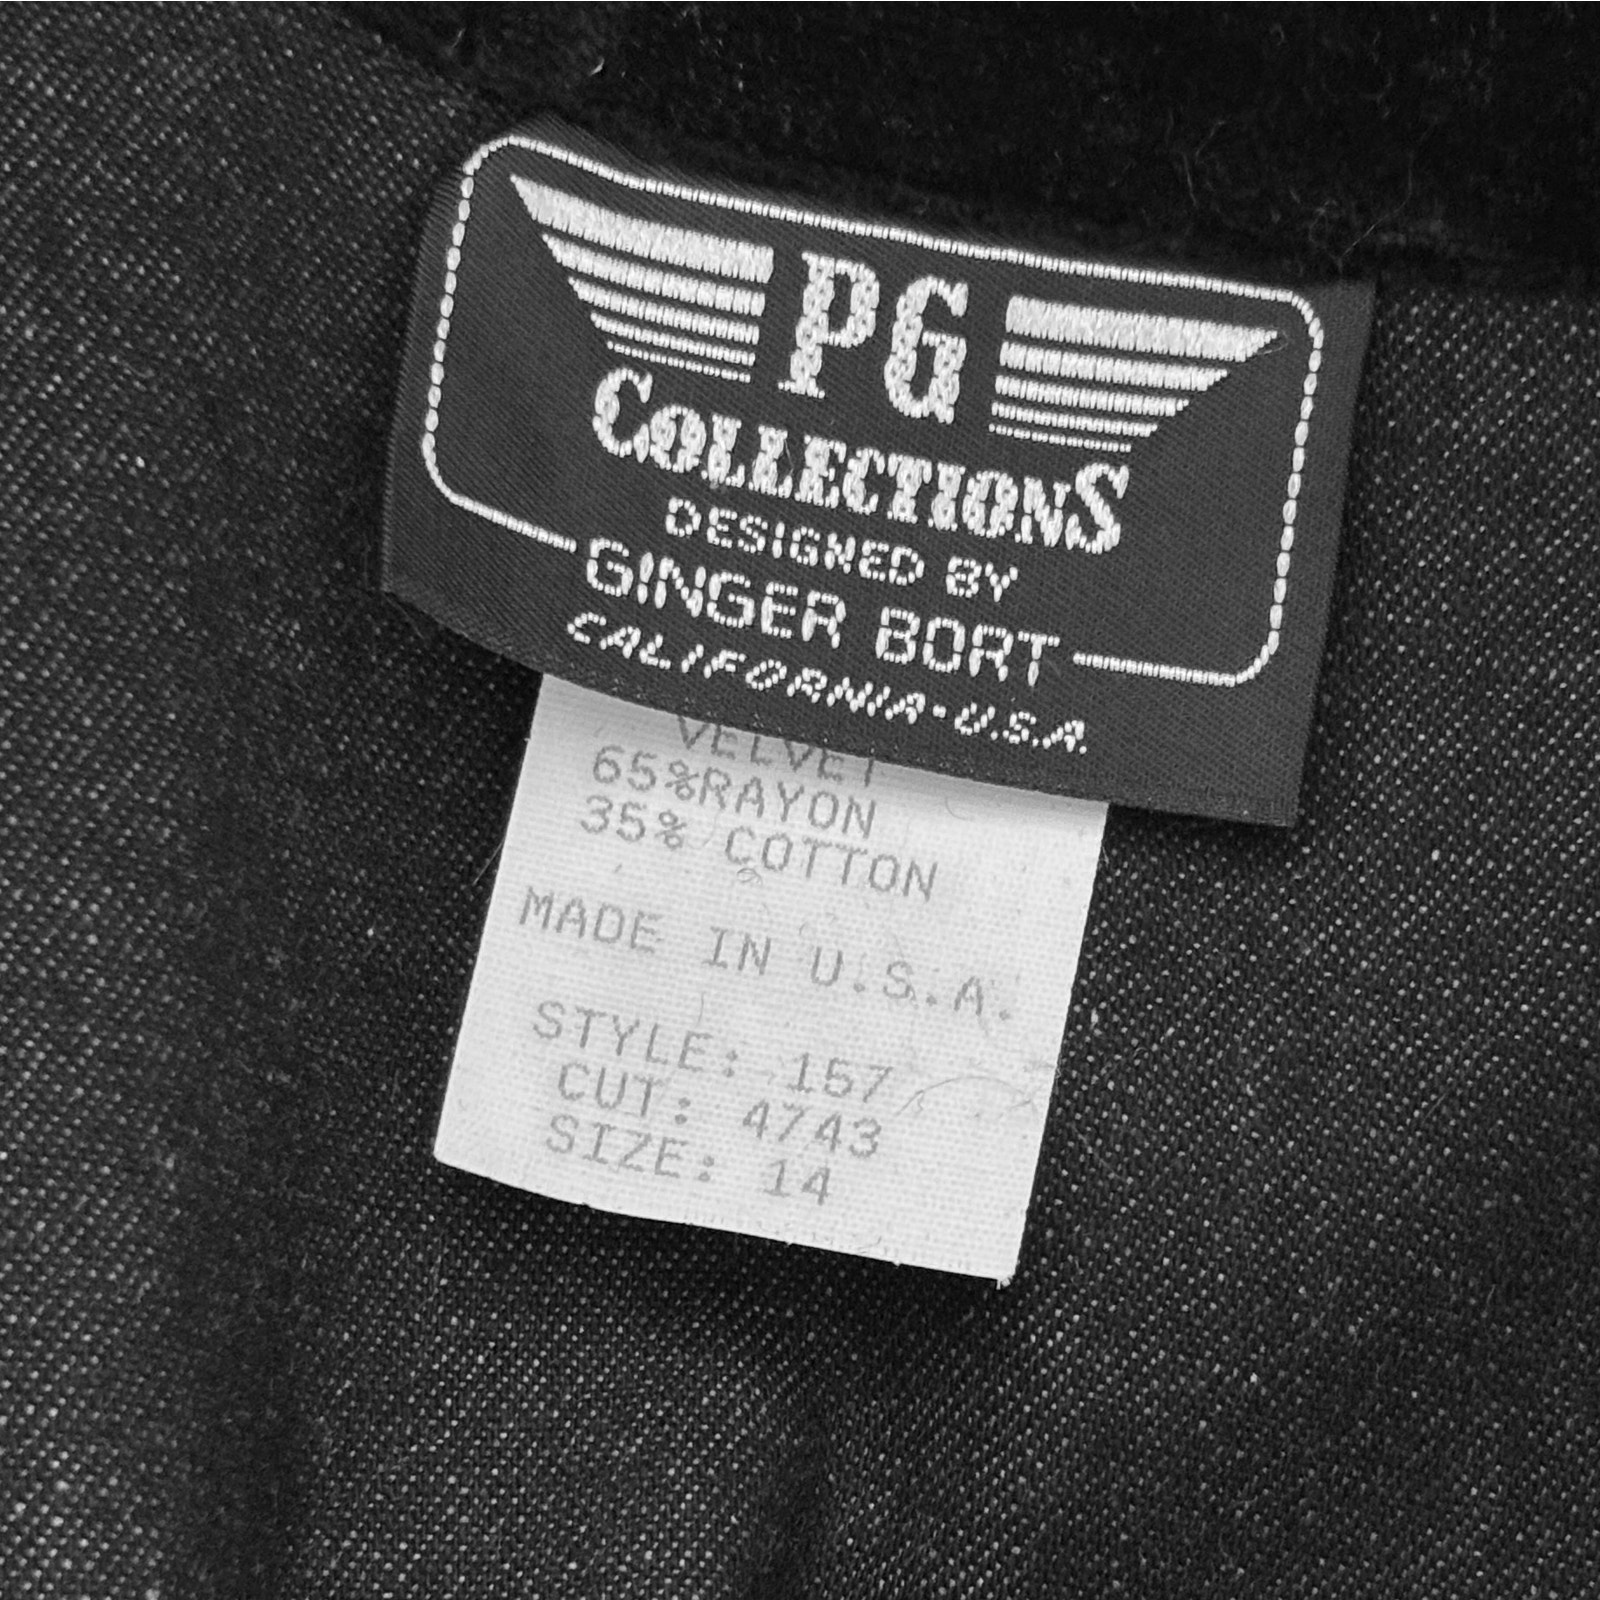 PG
COLLECTIONS
DESIGNED BY
GINGER BORT
CALIFORNIA-U.S.A.
VELVET
65%RAYON
35% COTTON
MADE IN U.S.A.
STYLE: 157
CUT: 4743
SIZE: 14